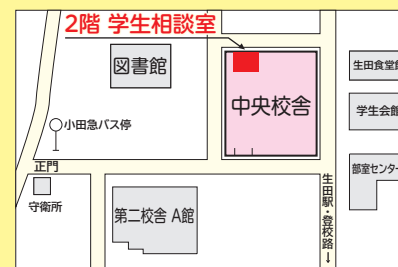 2階 学生相談室
図書館
生田食堂館
中央校舎
学生会館
小田急バス停
正門
部室センター
守衛所
第二校舎 A館
生田駅・登校路→